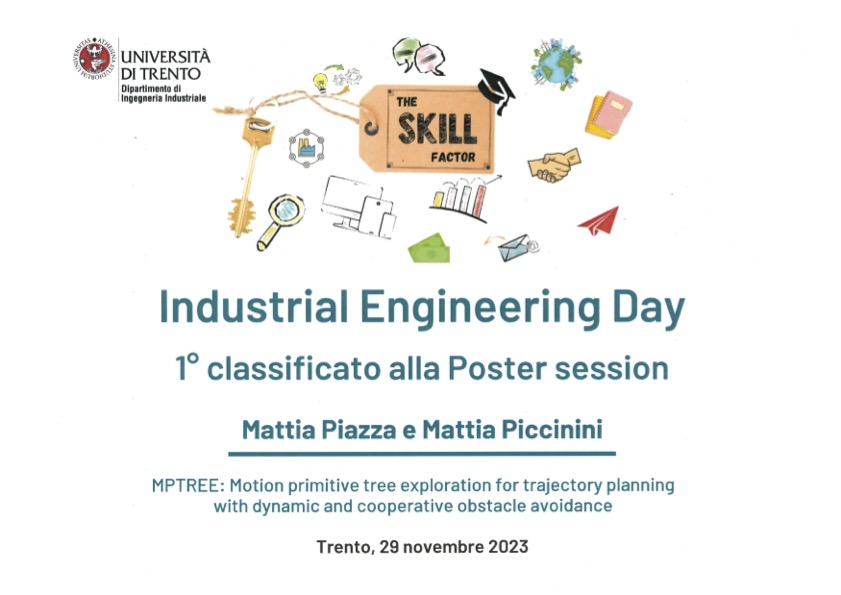 UNIVERSITÀ
DI TRENTO
Dipartimento di
Ingegneria Industriale
THE
SKILL
FACTOR
Industrial Engineering Day
1° classificato alla Poster session
Mattia Piazza e Mattia Piccinini
MPTREE: Motion primitive tree exploration for trajectory planning
with dynamic and cooperative obstacle avoidance
Trento, 29 novembre 2023